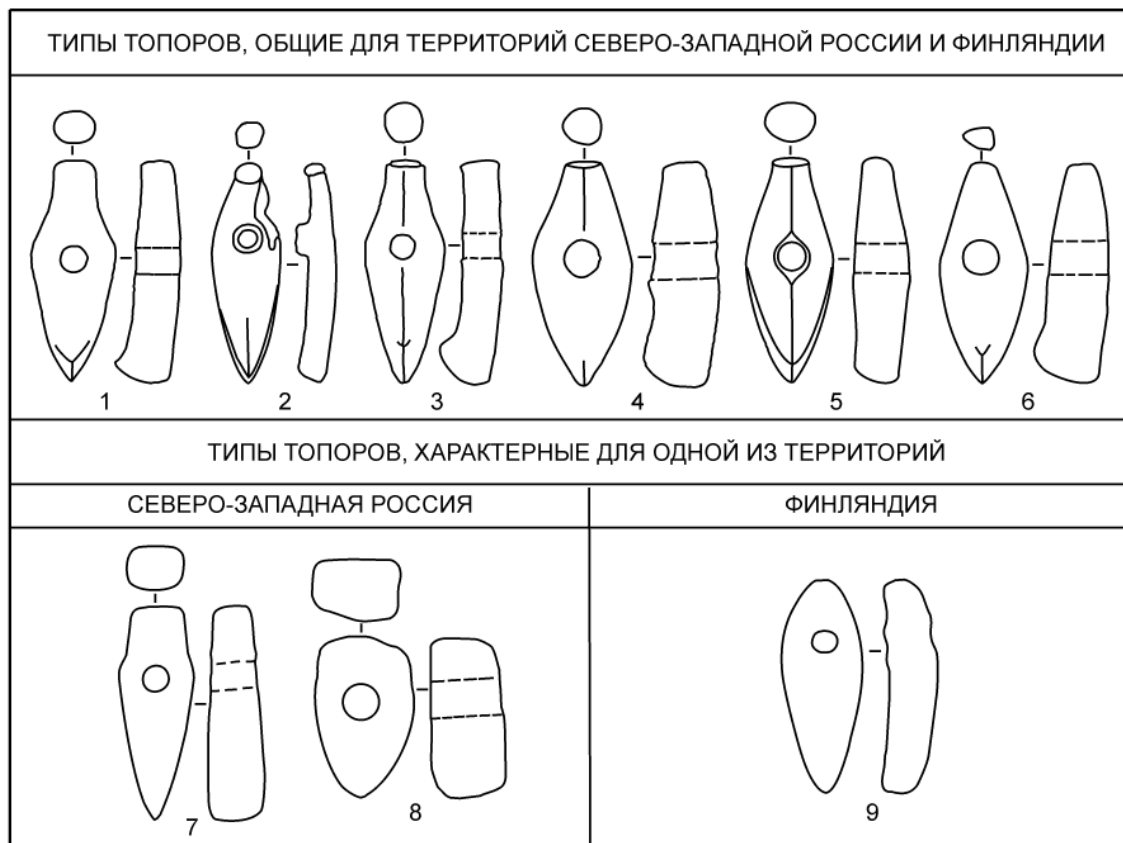 ТИПЫ ТОПОРОВ, ОБЩИЕ ДЛЯ ТЕРРИТОРИЙ СЕВЕРО-ЗАПАДНОЙ РОССИИ И ФИНЛЯНДИИ
1 2 3 4 5 6
ТИПЫ ТОПОРОВ, ХАРАКТЕРНЫЕ ДЛЯ ОДНОЙ ИЗ ТЕРРИТОРИЙ
СЕВЕРО-ЗАПАДНАЯ РОССИЯ
ФИНЛЯНДИЯ
7 8 9